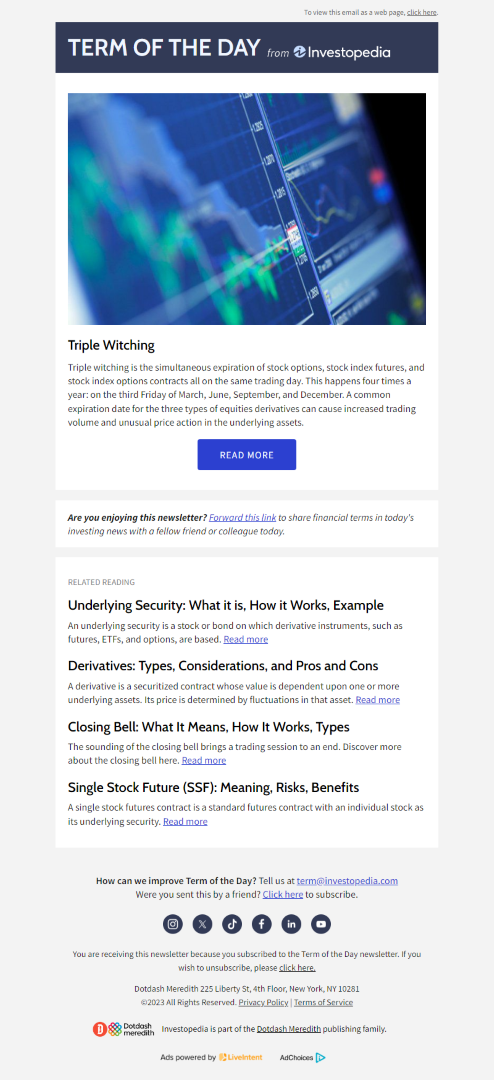 To view this email as a web page, click here.
TERM OF THE DAY from Investopedia
Triple Witching
Triple witching is the simultaneous expiration of stock options, stock index futures, and
stock index options contracts all on the same trading day. This happens four times a
year: on the third Friday of March, June, September, and December. A common
expiration date for the three types of equities derivatives can cause increased trading
volume and unusual price action in the underlying assets.
READ MORE
Are you enjoying this newsletter? Forward this link to share financial terms in today's
investing news with a fellow friend or colleague today.
RELATED READING
Underlying Security: What it is, How it Works, Example
An underlying security is a stock or bond on which derivative instruments, such as
futures, ETFs, and options, are based. Read more
Derivatives: Types, Considerations, and Pros and Cons
A derivative is a securitized contract whose value is dependent upon one or more
underlying assets. Its price is determined by fluctuations in that asset. Read more
Closing Bell: What It Means, How It Works, Types
The sounding of the closing bell brings a trading session to an end. Discover more
about the closing bell here. Read more
Single Stock Future (SSF): Meaning, Risks, Benefits
A single stock futures contract is a standard futures contract with an individual stock as
its underlying security. Read more
How can we improve Term of the Day? Tell us at term@investopedia.com
Were you sent this by a friend? Click here to subscribe.
You are receiving this newsletter because you subscribed to the Term of the Day newsletter. If you
wish to unsubscribe, please click here.
Dotdash Meredith 225 Liberty St, 4th Floor, New York, NY 10281
©2023 All Rights Reserved. Privacy Policy | Terms of Service
Dotdash
meredith
Investopedia is part of the Dotdash Meredith publishing family.
Ads powered by LiveIntent AdChoices